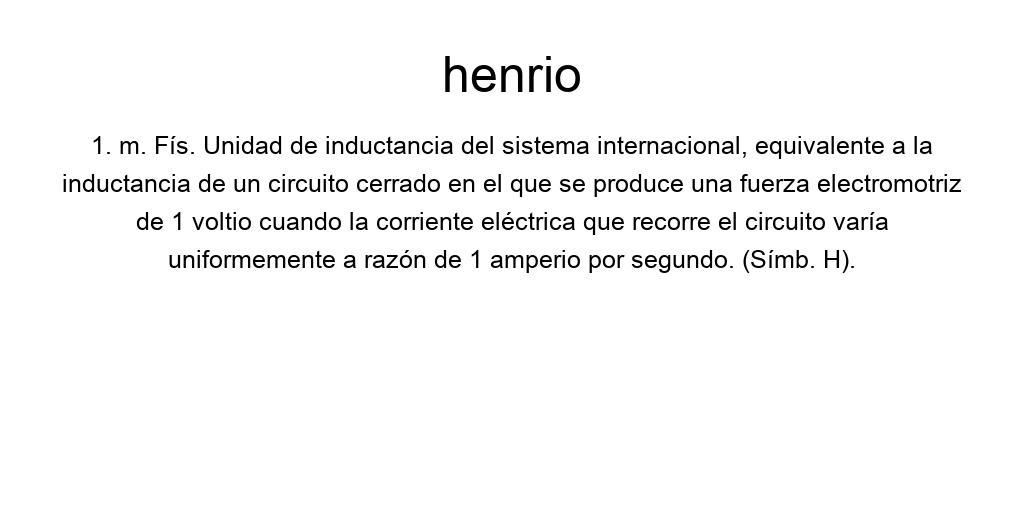 henrio
1. m. Fís. Unidad de inductancia del sistema internacional, equivalente a la
inductancia de un circuito cerrado en el que se produce una fuerza electromotriz
de 1 voltio cuando la corriente eléctrica que recorre el circuito varía
uniformemente a razón de 1 amperio por segundo. (Símb. H).